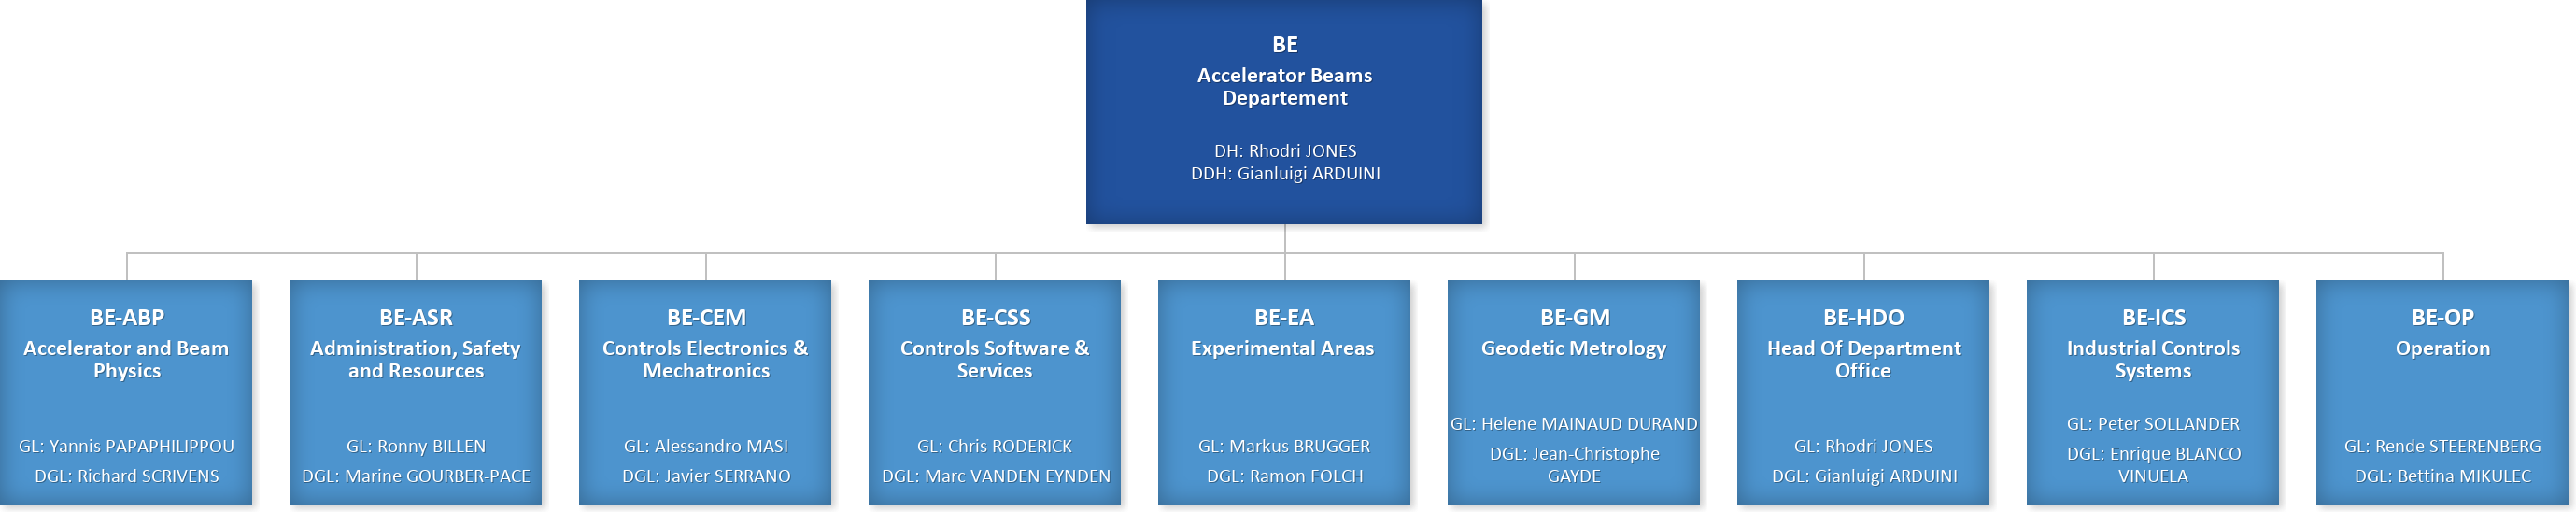 BE
Accelerator Beams
Departement
DH: Rhodri JONES
DDH: Gianluigi ARDUINI
BE-ABP
Accelerator and Beam
Physics
GL: Yannis PAPAPHILIPPOU
DGL: Richard SCRIVENS
BE-ASR
Administration, Safety
and Resources
GL: Ronny BILLEN
DGL: Marine GOURBER-PACE
BE-CEM
Controls Electronics &
Mechatronics
GL: Alessandro MASI
DGL: Javier SERRANO
BE-CSS
Controls Software &
Services
GL: Chris RODERICK
DGL: Marc VANDEN EYNDEN
BE-EA
Experimental Areas
GL: Markus BRUGGER
DGL: Ramon FOLCH
BE-GM
Geodetic Metrology
GL: Helene MAINAUD DURAND
DGL: Jean-Christophe
GAYDE
BE-HDO
Head Of Department
Office
GL: Rhodri JONES
DGL: Gianluigi ARDUINI
BE-ICS
Industrial Controls
Systems
GL: Peter SOLLANDER
DGL: Enrique BLANCO
VINUELA
BE-OP
Operation
GL: Rende STEERENBERG
DGL: Bettina MIKULEC